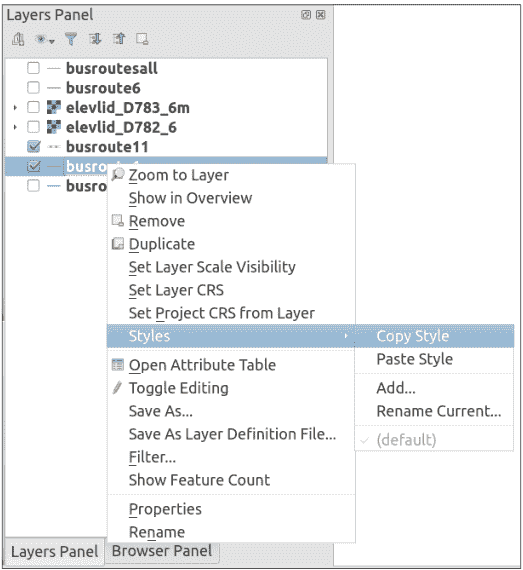 Layers Panel
busroutesall
busroute6
elevlid_D783_6m
elevlid_D782_6
busroute11
busro
Zoom to Layer
Show in Overview
Remove
Duplicate
Set Layer Scale Visibility
Set Layer CRS
Set Project CRS from Layer
Styles
Copy Style
Paste Style
Add...
Rename Current...
(default)
Open Attribute Table
Toggle Editing
Save As...
Save As Layer Definition File...
Filter...
Show Feature Count
Properties
Rename
Layers Panel Browser Panel